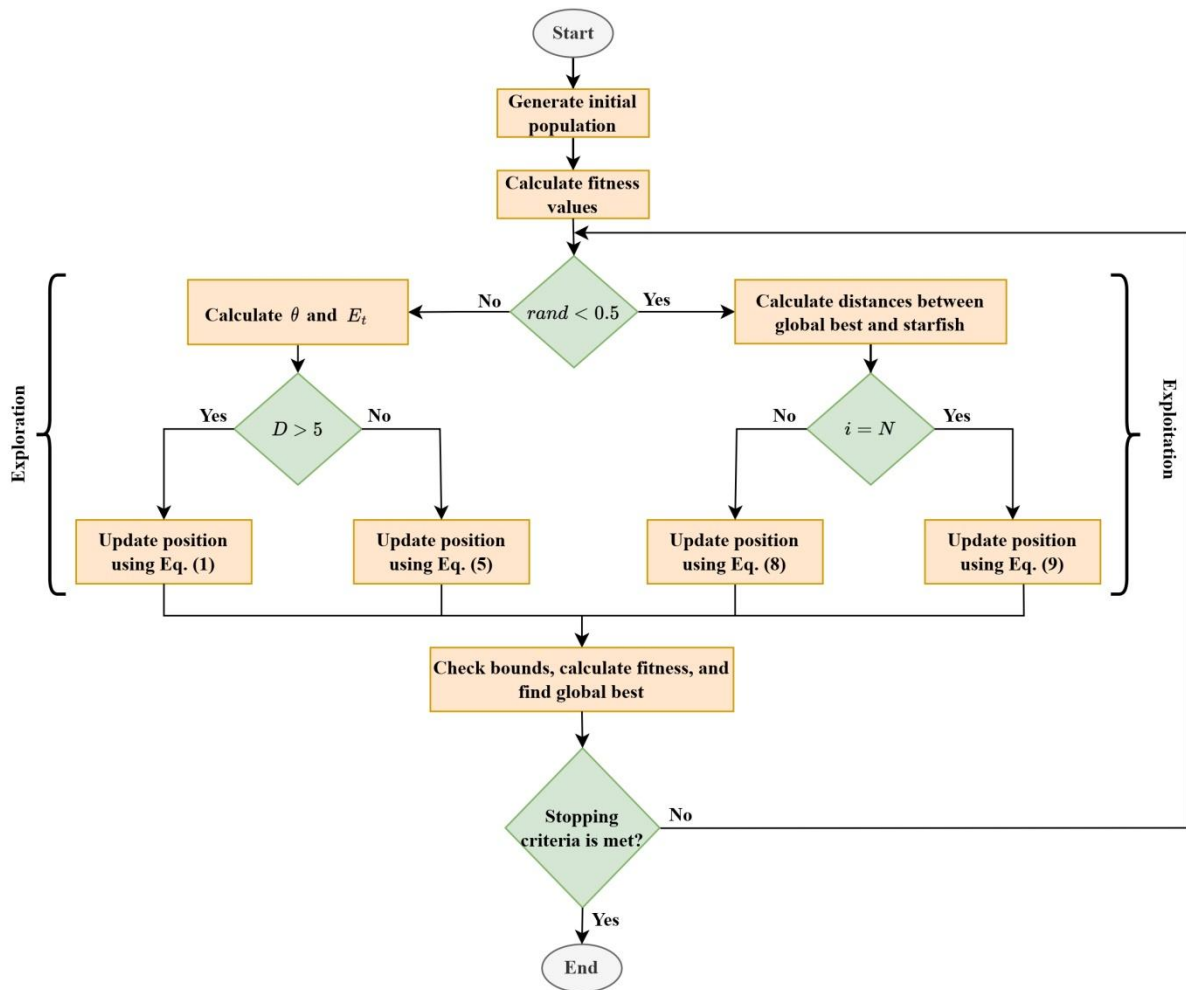 Start
Generate initial
population
Calculate fitness
values
No
rand < 0.5
Yes
Calculate θ and E_t
Calculate distances between
global best and starfish
Exploration
Yes
D > 5
No
No
i = N
Yes
Exploitation
Update position
using Eq. (1)
Update position
using Eq. (5)
Update position
using Eq. (8)
Update position
using Eq. (9)
Check bounds, calculate fitness, and
find global best
Stopping
criteria is met?
No
Yes
End